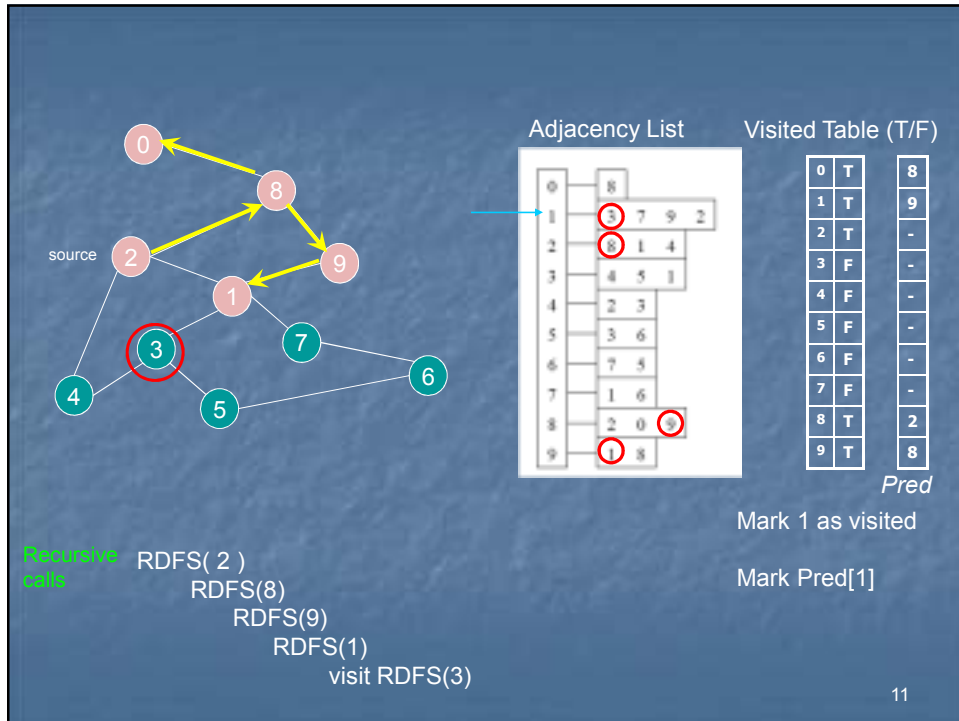 0
8
source 2
9
1
3
7
6
4
5
Adjacency List
0 8
1 3 7 9 2
2 8 1 4
3 4 5 1
4 2 3
5 3 6
6 7 5
7 1 6
8 2 0 9
9 1 8
Visited Table (T/F)
0 T 8
1 T 9
2 T -
3 F -
4 F -
5 F -
6 F -
7 F -
8 T 2
9 T 8
Pred
Mark 1 as visited
Mark Pred[1]
Recursive
calls
RDFS( 2 )
RDFS(8)
RDFS(9)
RDFS(1)
visit RDFS(3)
11